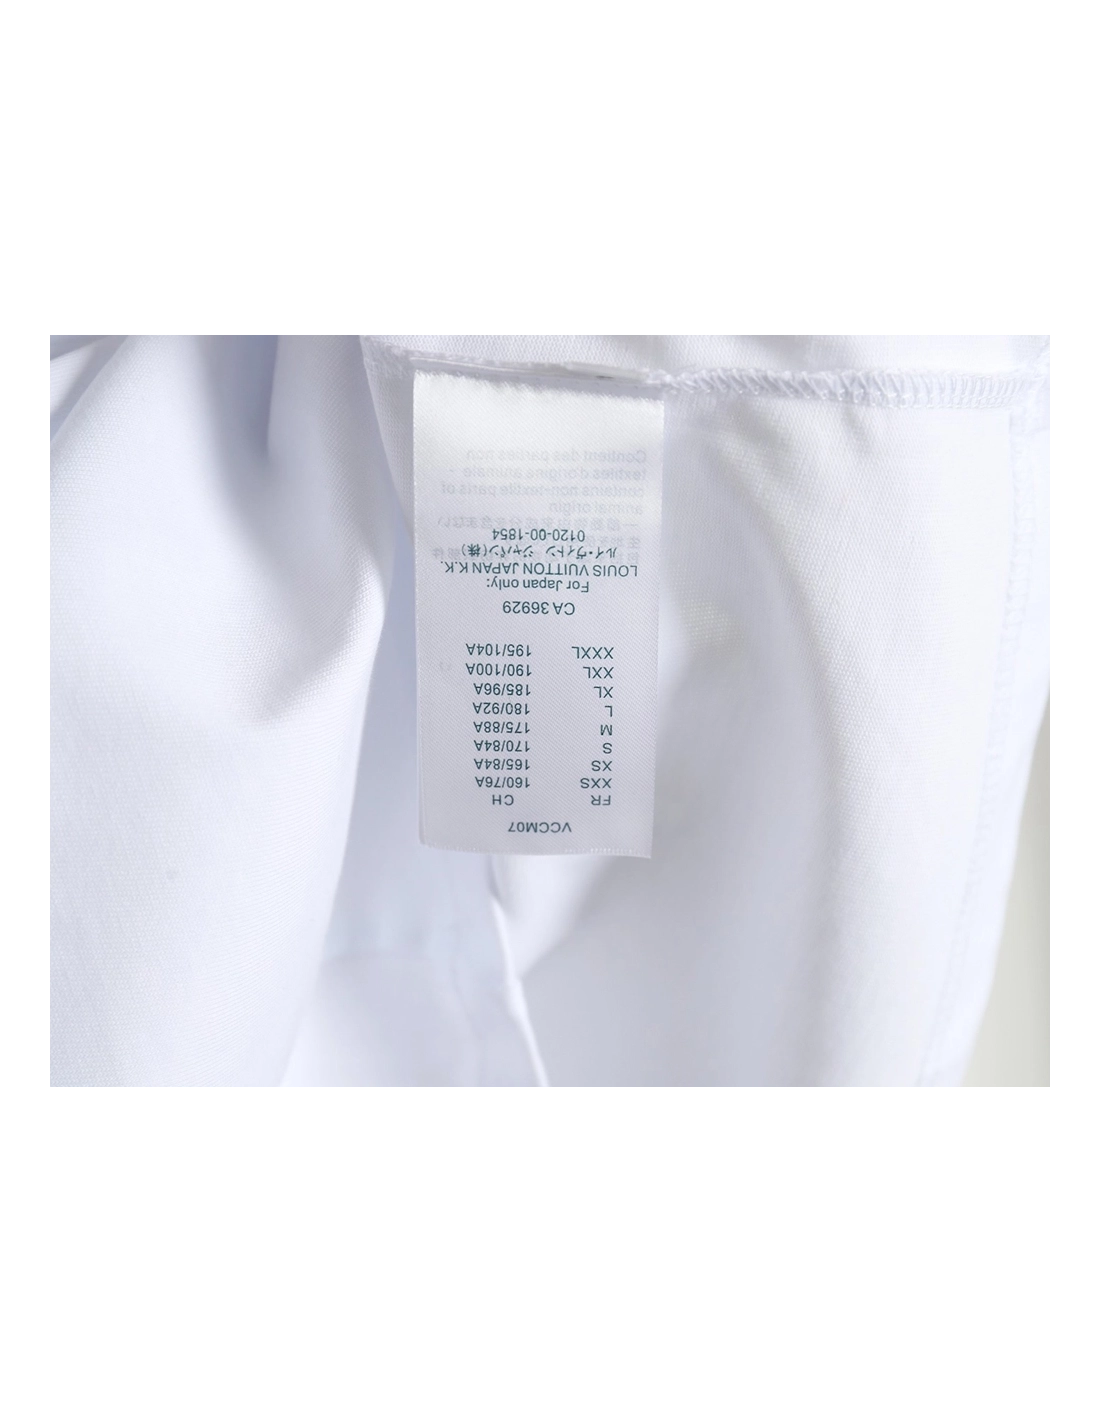 VCCM07
FR CH
XXS 160/76A
XS 165/84A
S 170/84A
M 175/88A
L 180/92A
XL 185/96A
XXL 190/100A
XXXL 195/104A
CA 36929
For Japan only:
LOUIS VUITTON JAPAN K.K.
ルイ・ヴィトン ジャパン(株)
0120-00-1854
Contient des parties non
textiles d'origine animale -
contains non-textile parts of
animal origin